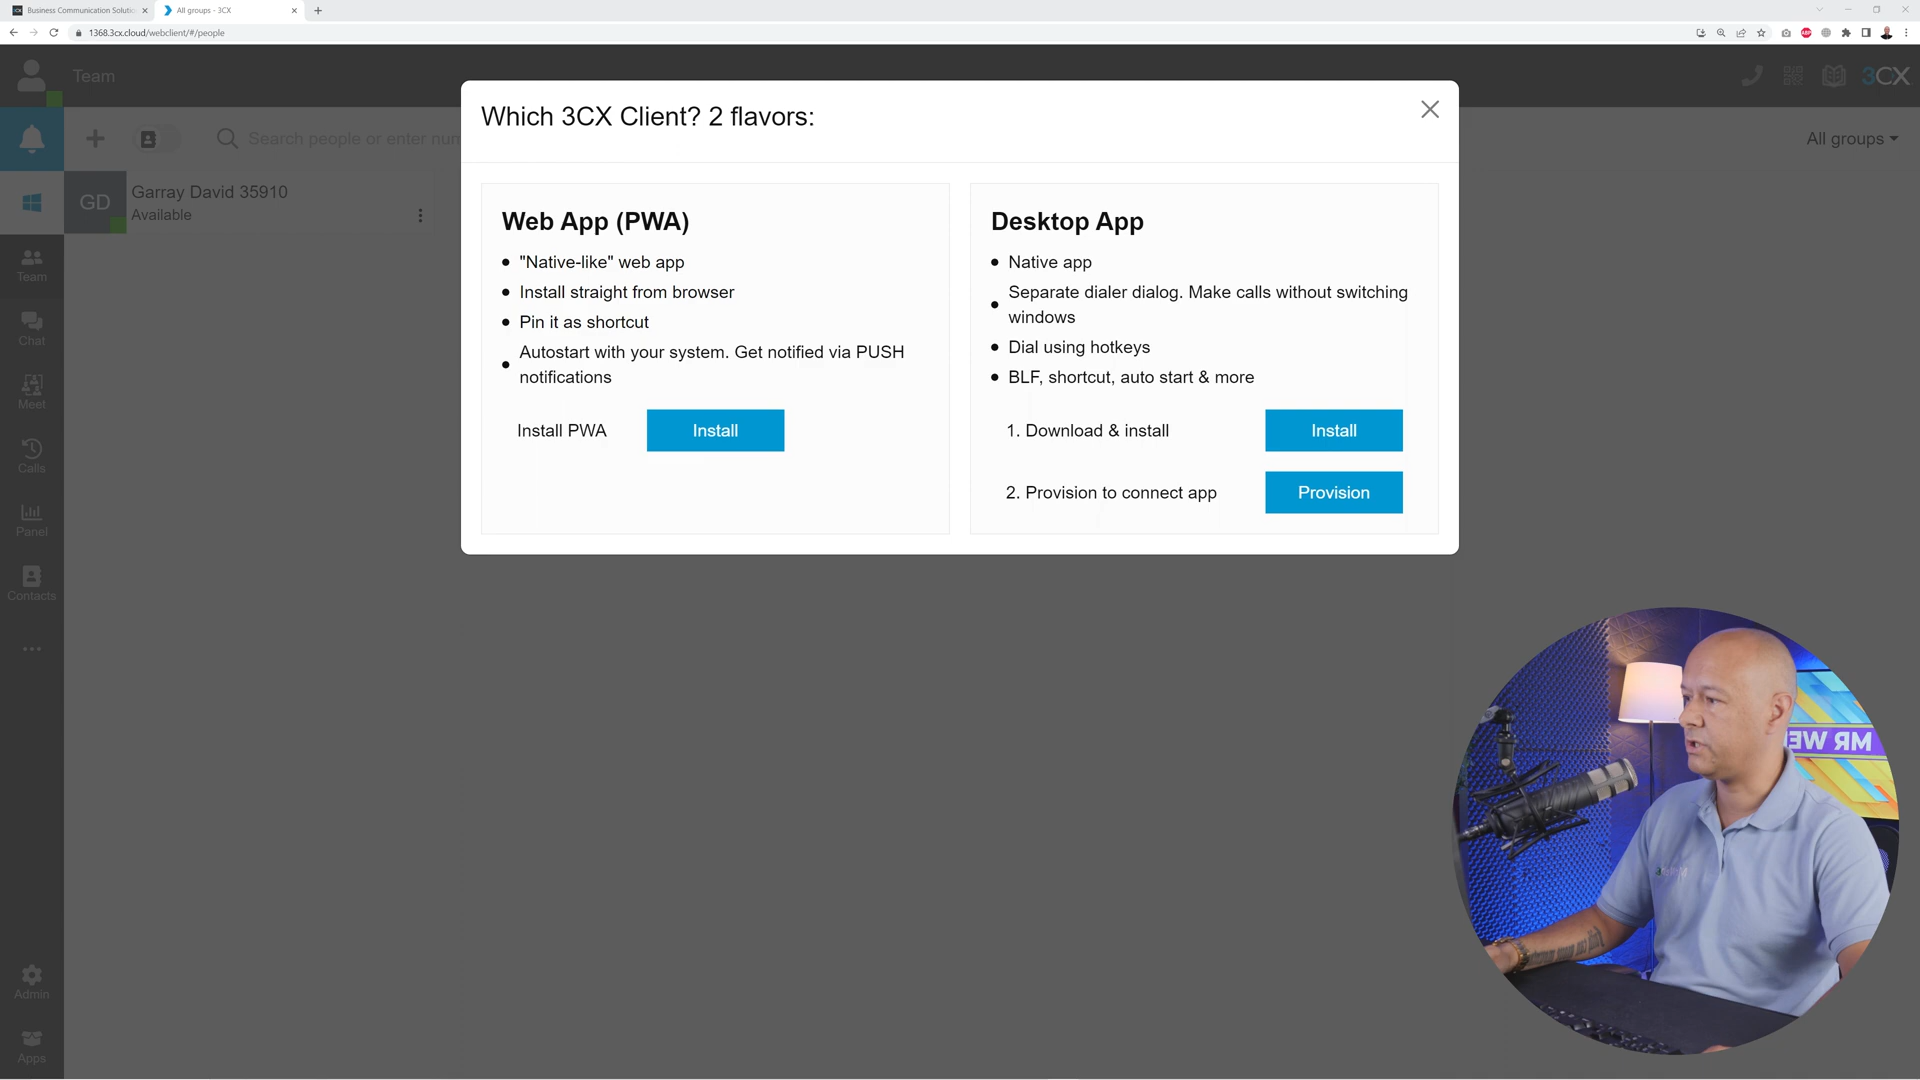 Business Communication Solutio
All groups - 3CX
1368.3cx.cloud/webclient/#/people
ABP
Team
3CX
Search people or enter num
All groups
GD
Garray David 35910
Available
Team
Chat
Meet
Calls
Panel
Contacts
Admin
Apps
Which 3CX Client? 2 flavors:
Web App (PWA)
"Native-like" web app
Install straight from browser
Pin it as shortcut
Autostart with your system. Get notified via PUSH
notifications
Install PWA
Install
Desktop App
Native app
Separate dialer dialog. Make calls without switching
windows
Dial using hotkeys
BLF, shortcut, auto start & more
1. Download & install
Install
2. Provision to connect app
Provision
MR WE